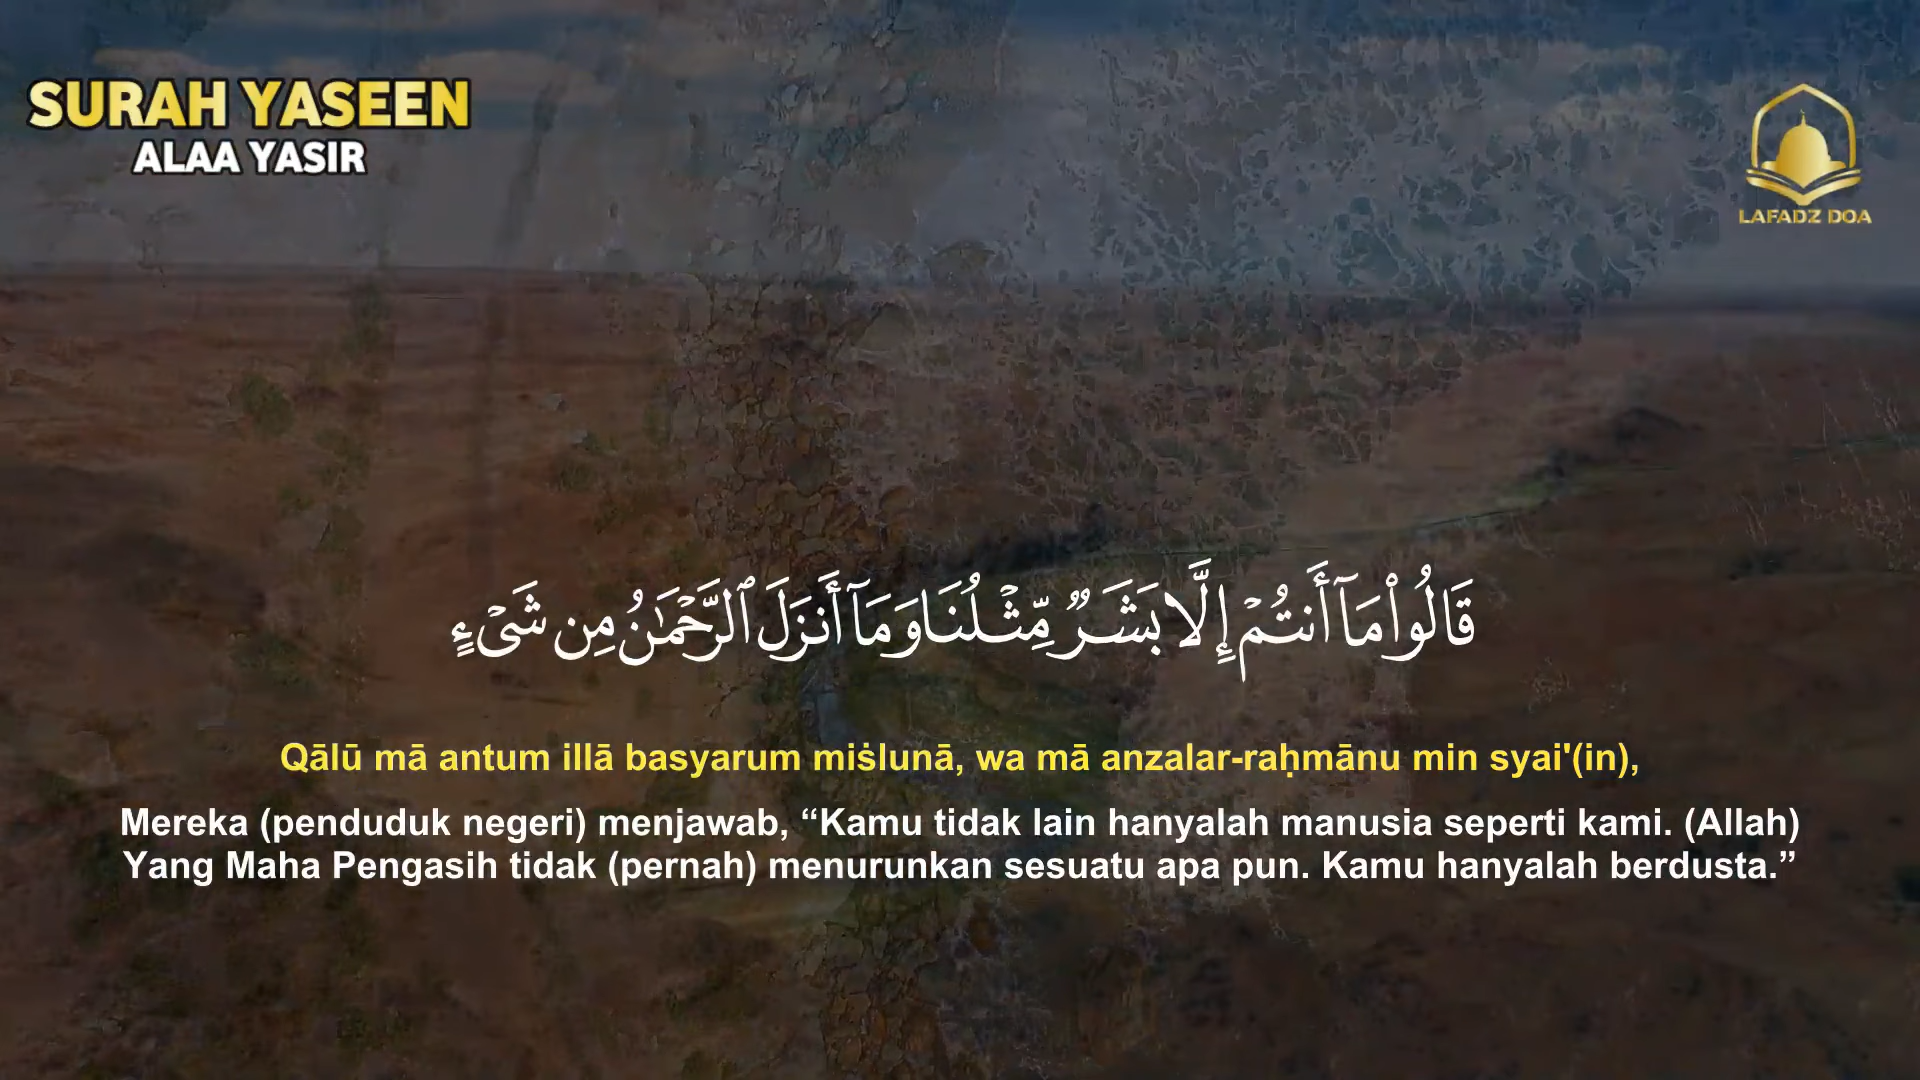 SURAH YASEEN
ALAA YASIR
LAFADZ DOA
قَالُوا۟ مَآ أَنتُمْ إِلَّا بَشَرٌ مِّثْلُنَا وَمَآ أَنزَلَ ٱلرَّحْمَـٰنُ مِن شَىْءٍ
Qālū mā antum illā basyarum miṡlunā, wa mā anzalar-raḥmānu min syai'(in),
Mereka (penduduk negeri) menjawab, “Kamu tidak lain hanyalah manusia seperti kami. (Allah)
Yang Maha Pengasih tidak (pernah) menurunkan sesuatu apa pun. Kamu hanyalah berdusta.”